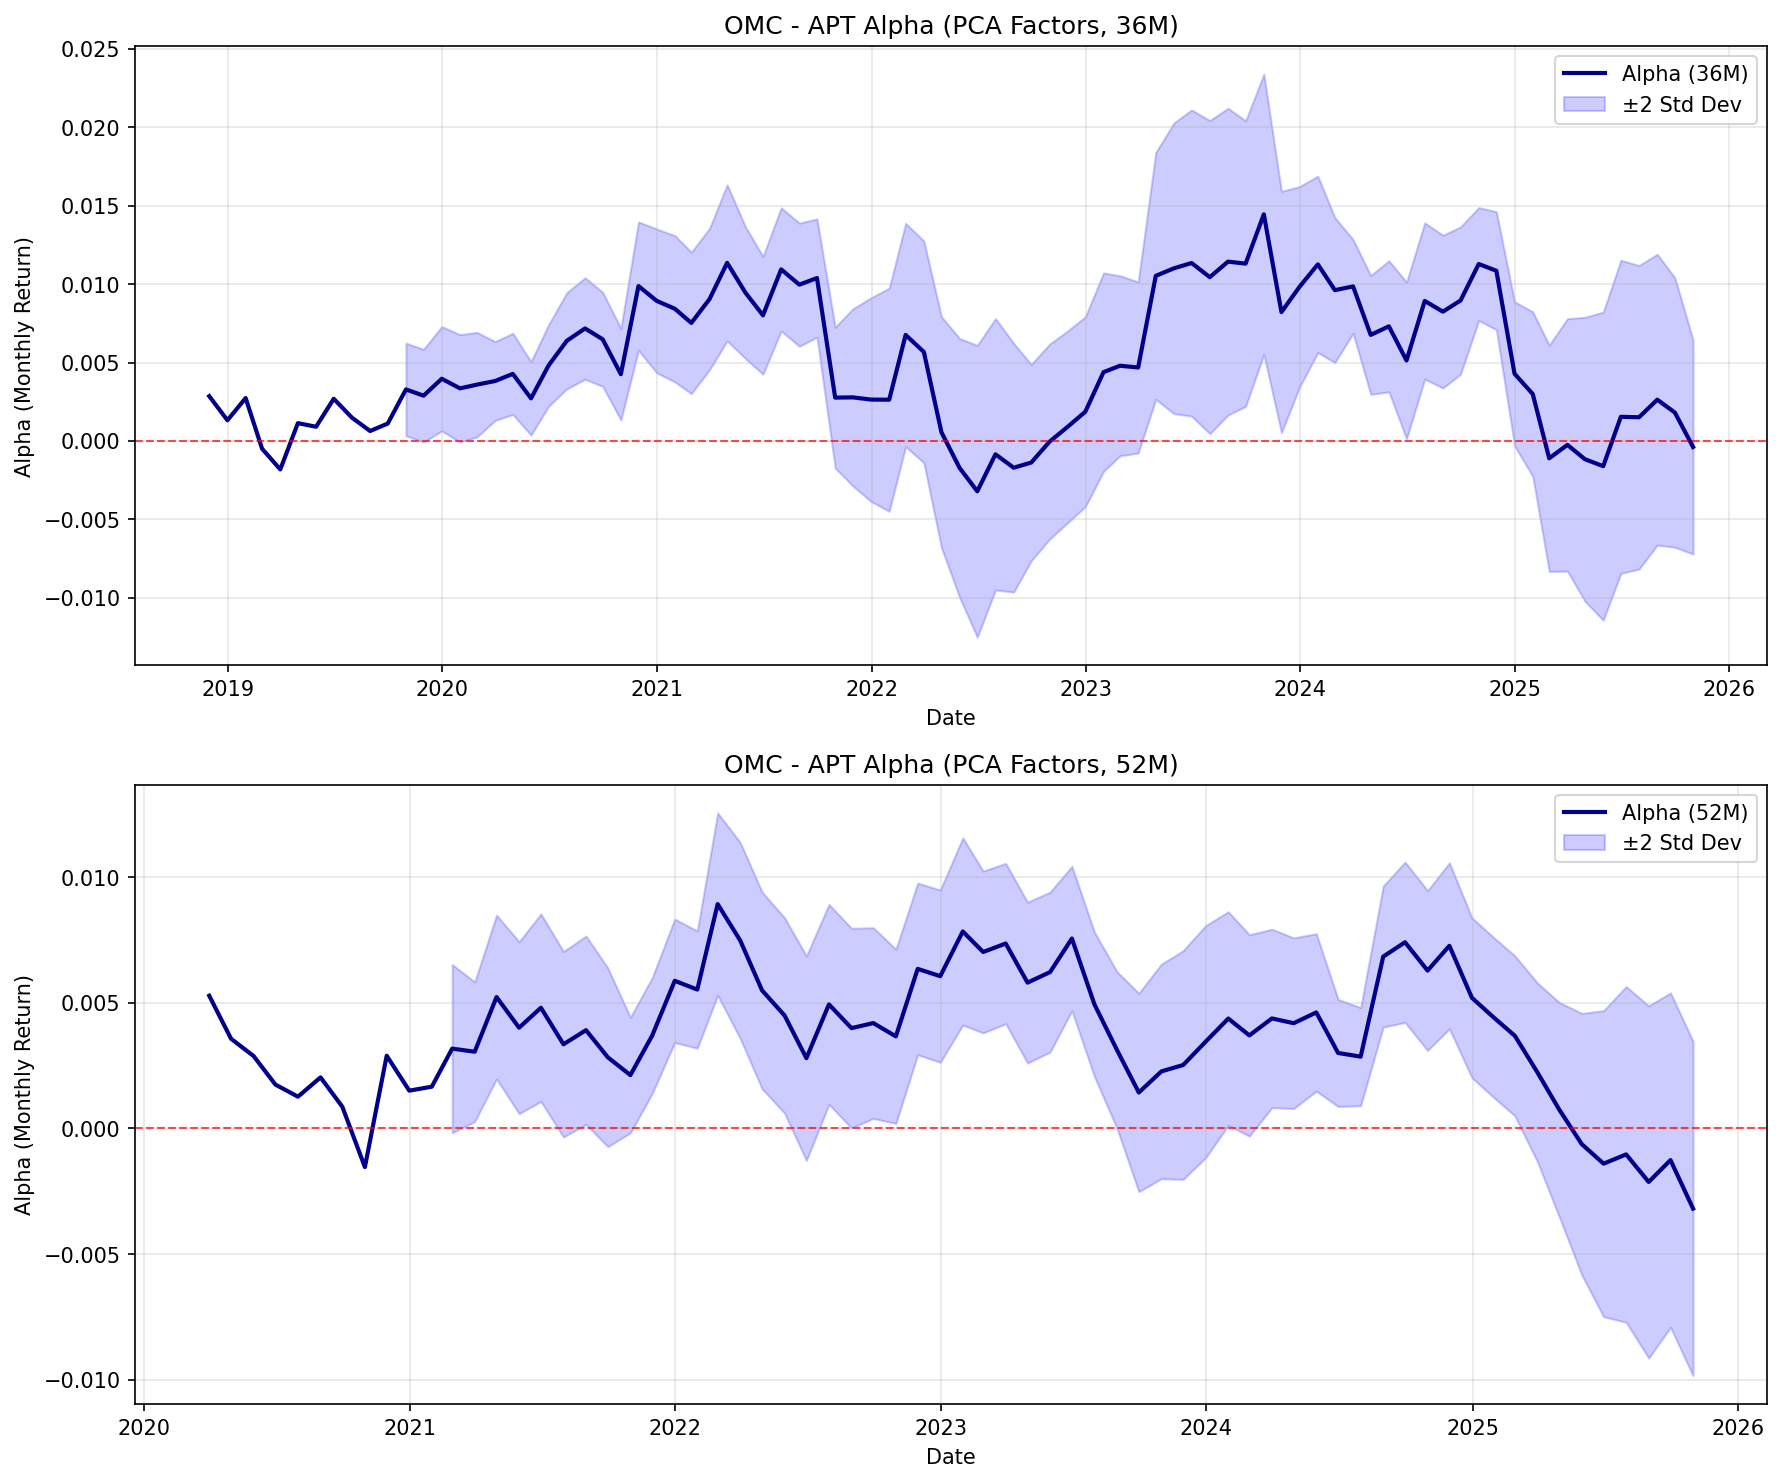 OMC - APT Alpha (PCA Factors, 36M)
Alpha (Monthly Return)
0.025
0.020
0.015
0.010
0.005
0.000
−0.005
−0.010
Alpha (36M)
±2 Std Dev
2019 2020 2021 2022 2023 2024 2025 2026
Date
OMC - APT Alpha (PCA Factors, 52M)
Alpha (Monthly Return)
0.010
0.005
0.000
−0.005
−0.010
Alpha (52M)
±2 Std Dev
2020 2021 2022 2023 2024 2025 2026
Date